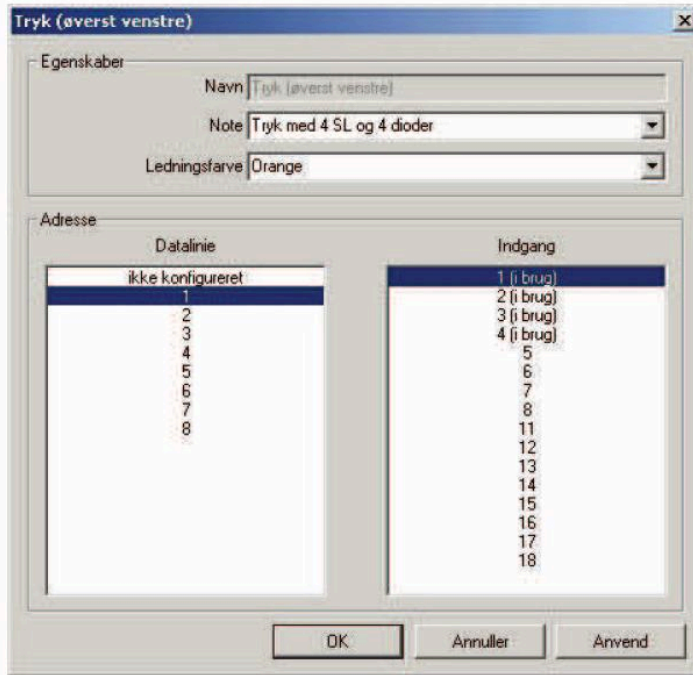 Tryk (øverst venstre)
Egenskaber
Navn Tryk (øverst venstre)
Note Tryk med 4 SL og 4 dioder
Ledningsfarve Orange
Adresse
Datalinie
ikke konfigureret
1
2
3
4
5
6
7
8
Indgang
1 (i brug)
2 (i brug)
3 (i brug)
4 (i brug)
5
6
7
8
11
12
13
14
15
16
17
18
OK Annuller Anvend